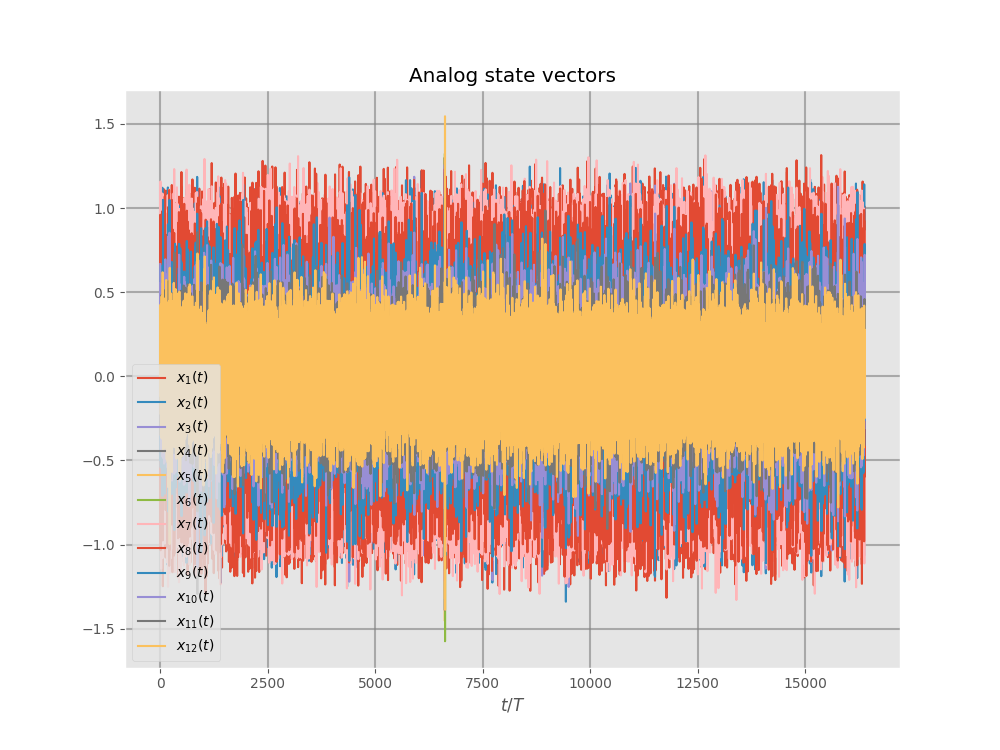 Analog state vectors
1.5
1.0
0.5
0.0
−0.5
−1.0
−1.5
x₁(t)
x₂(t)
x₃(t)
x₄(t)
x₅(t)
x₆(t)
x₇(t)
x₈(t)
x₉(t)
x₁₀(t)
x₁₁(t)
x₁₂(t)
0 2500 5000 7500 10000 12500 15000
t/T